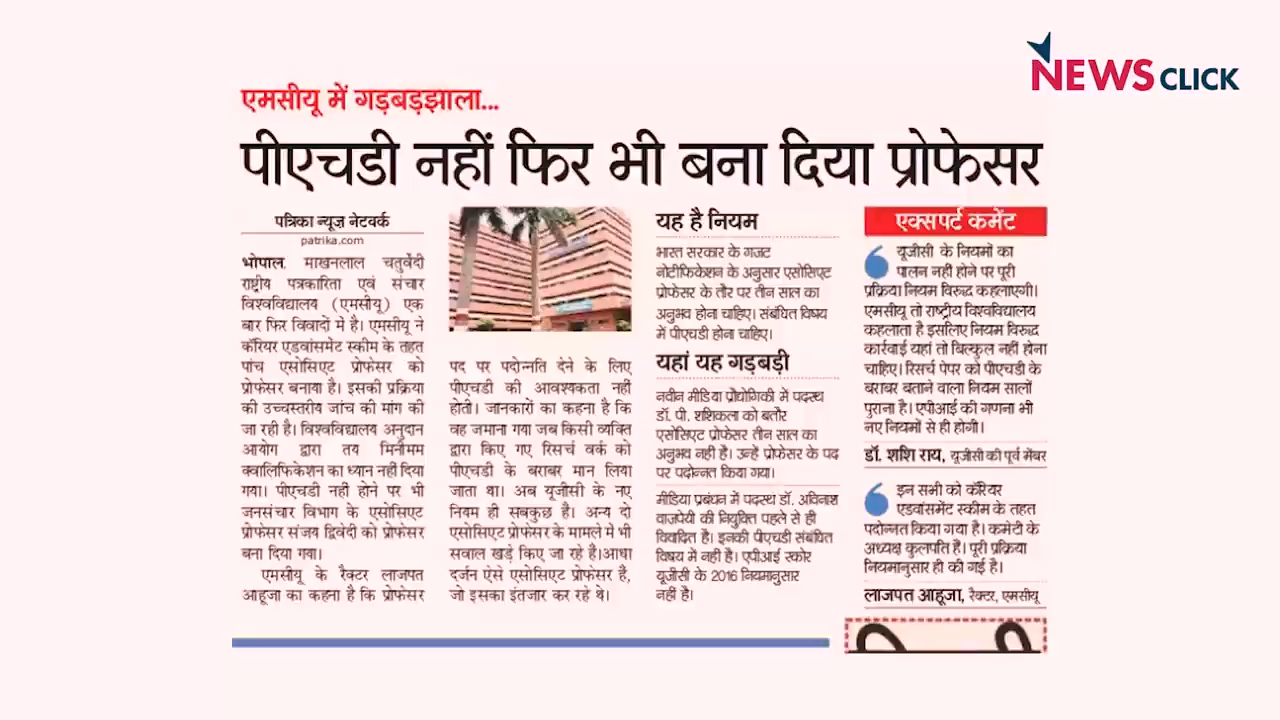 NEWS CLICK
एमसीयू में गड़बड़झाला...
पीएचडी नहीं फिर भी बना दिया प्रोफेसर
पत्रिका न्यूज़ नेटवर्क
patrika.com
भोपाल. माखनलाल चतुर्वेदी
राष्ट्रीय पत्रकारिता एवं संचार
विश्वविद्यालय (एमसीयू) एक
बार फिर विवादों मे है। एमसीयू ने
कॅरियर एडवांसमेंट स्कीम के तहत
पांच एसोसिएट प्रोफेसर को
प्रोफेसर बनाया है। इसकी प्रक्रिया
की उच्चस्तरीय जांच की मांग की
जा रही है। विश्वविद्यालय अनुदान
आयोग द्वारा तय मिनीमम
क्वालिफिकेशन का ध्यान नहीं दिया
गया। पीएचडी नहीं होने पर भी
जनसंचार विभाग के एसोसिएट
प्रोफेसर संजय द्विवेदी को प्रोफेसर
बना दिया गया।
एमसीयू के रैक्टर लाजपत
आहूजा का कहना है कि प्रोफेसर
पद पर पदोन्नति देने के लिए
पीएचडी की आवश्यकता नहीं
होती। जानकारों का कहना है कि
वह जमाना गया जब किसी व्यक्ति
द्वारा किए गए रिसर्च वर्क को
पीएचडी के बराबर मान लिया
जाता था। अब यूजीसी के नए
नियम ही सबकुछ है। अन्य दो
एसोसिएट प्रोफेसर के मामले में भी
सवाल खड़े किए जा रहे है।आधा
दर्जन ऐसे एसोसिएट प्रोफेसर है,
जो इसका इंतजार कर रहे थे।
यह है नियम
भारत सरकार के गजट
नोटीफिकेशन के अनुसार एसोसिएट
प्रोफेसर के तौर पर तीन साल का
अनुभव होना चाहिए। संबंधित विषय
में पीएचडी होना चाहिए।
यहां यह गड़बड़ी
नवीन मीडिया प्रौद्योगिकी में पदस्थ
डॉ. पी. शशिकला को बतौर
एसोसिएट प्रोफेसर तीन साल का
अनुभव नही है। उन्हें प्रोफेसर के पद
पर पदोन्नत किया गया।
मीडिया प्रबंधन में पदस्थ डॉ. अविनाश
वाजपेयी की नियुक्ति पहले से ही
विवादित है। इनकी पीएचडी संबंधित
विषय में नही है। एपीआई स्कोर
यूजीसी के 2016 नियमानुसार
नहीं है।
एक्सपर्ट कमेंट
यूजीसी के नियमों का
पालन नहीं होने पर पूरी
प्रक्रिया नियम विरुद्ध कहलाएगी।
एमसीयू तो राष्ट्रीय विश्वविद्यालय
कहलाता है इसलिए नियम विरुद्ध
कार्रवाई यहां तो बिल्कुल नहीं होना
चाहिए। रिसर्च पेपर को पीएचडी के
बराबर बताने वाला नियम सालों
पुराना है। एपीआई की गणना भी
नए नियमों से ही होगी।
डॉ. शशि राय, यूजीसी की पूर्व मेंबर
इन सभी को कॅरियर
एडवांसमेंट स्कीम के तहत
पदोन्नत किया गया है। कमेटी के
अध्यक्ष कुलपति है। पूरी प्रक्रिया
नियमानुसार ही की गई है।
लाजपत आहूजा, रैक्टर, एमसीयू